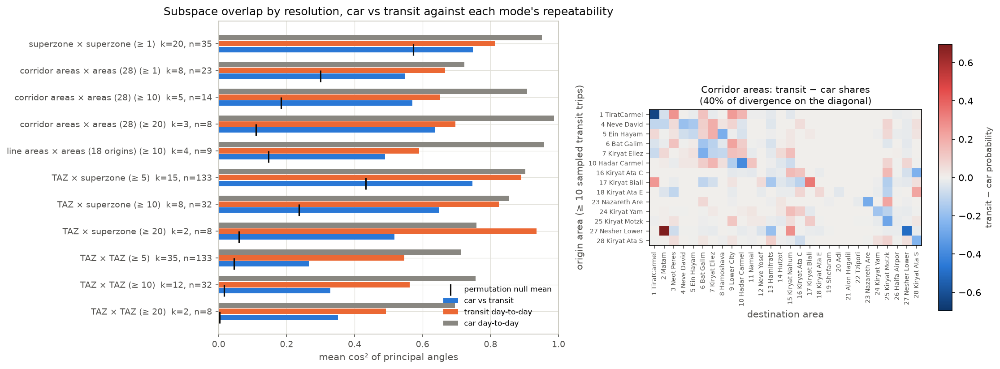 Subspace overlap by resolution, car vs transit against each mode's repeatability
superzone × superzone (≥ 1)  k=20, n=35
corridor areas × areas (28) (≥ 1)  k=8, n=23
corridor areas × areas (28) (≥ 10)  k=5, n=14
corridor areas × areas (28) (≥ 20)  k=3, n=8
line areas × areas (18 origins) (≥ 10)  k=4, n=9
TAZ × superzone (≥ 5)  k=15, n=133
TAZ × superzone (≥ 10)  k=8, n=32
TAZ × superzone (≥ 20)  k=2, n=8
TAZ × TAZ (≥ 5)  k=35, n=133
TAZ × TAZ (≥ 10)  k=12, n=32
TAZ × TAZ (≥ 20)  k=2, n=8
permutation null mean
car vs transit
transit day-to-day
car day-to-day
0.0 0.2 0.4 0.6 0.8 1.0
mean cos² of principal angles
Corridor areas: transit − car shares
(40% of divergence on the diagonal)
origin area (≥ 10 sampled transit trips)
1 TiratCarmel
4 Neve David
5 Ein Hayam
6 Bat Galim
7 Kiryat Eliez
10 Hadar Carmel
16 Kiryat Ata C
17 Kiryat Biali
18 Kiryat Ata E
23 Nazareth Are
24 Kiryat Yam
25 Kiryat Motzk
27 Nesher Lower
28 Kiryat Ata S
1 TiratCarmel
2 Matam
3 Neot Peres
4 Neve David
5 Ein Hayam
6 Bat Galim
7 Kiryat Eliez
8 Hamoshava
9 Lower City
10 Hadar Carmel
11 Namal
12 Neve Yosef
13 Hamifrats
14 Hutzot
15 Kiryat Nahum
16 Kiryat Ata C
17 Kiryat Biali
18 Kiryat Ata E
19 Shefaram
20 Adi
21 Alon Hagalil
22 Tzipori
23 Nazareth Are
24 Kiryat Yam
25 Kiryat Motzk
26 Haifa Airpor
27 Nesher Lower
28 Kiryat Ata S
destination area
0.6
0.4
0.2
0.0
−0.2
−0.4
−0.6
transit − car probability